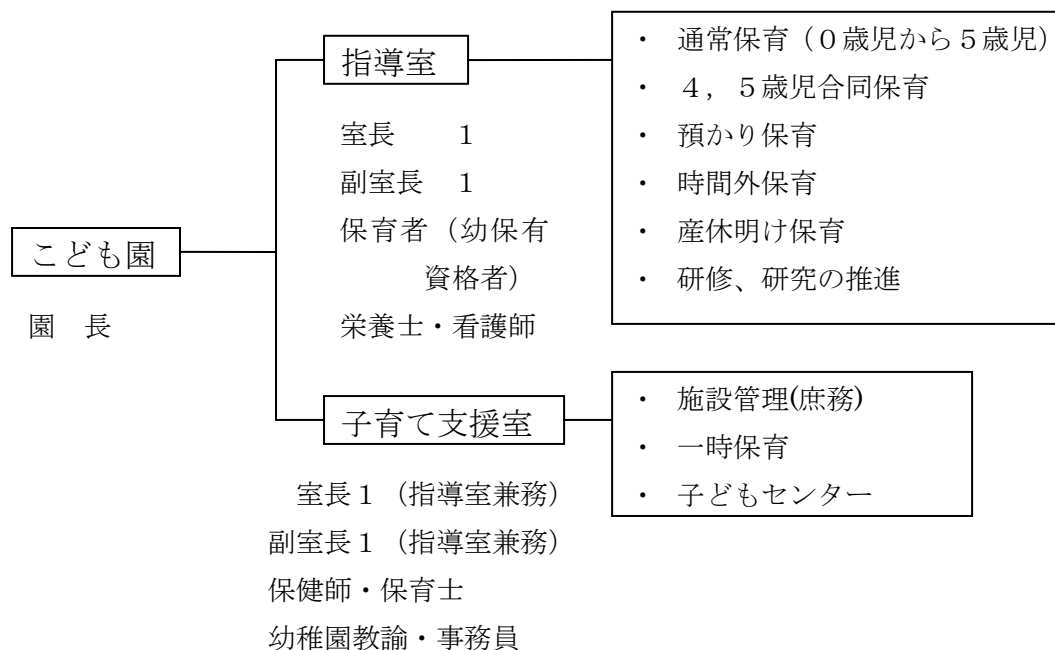 こども園
園　長
指導室
室長　　１
副室長　１
保育者（幼保有
資格者）
栄養士・看護師
・　通常保育（０歳児から５歳児）
・　４，５歳児合同保育
・　預かり保育
・　時間外保育
・　産休明け保育
・　研修、研究の推進
子育て支援室
室長１（指導室兼務）
副室長１（指導室兼務）
保健師・保育士
幼稚園教諭・事務員
・　施設管理(庶務)
・　一時保育
・　子どもセンター